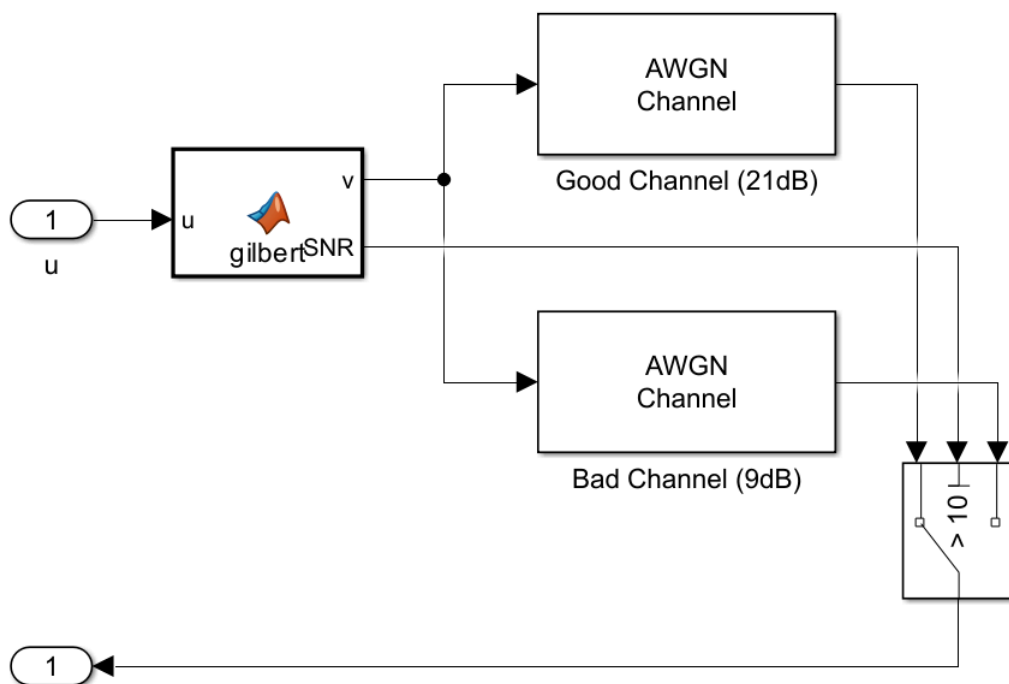 AWGN
Channel
Good Channel (21dB)
1
u
u
v
gilbert
SNR
AWGN
Channel
Bad Channel (9dB)
> 10
1